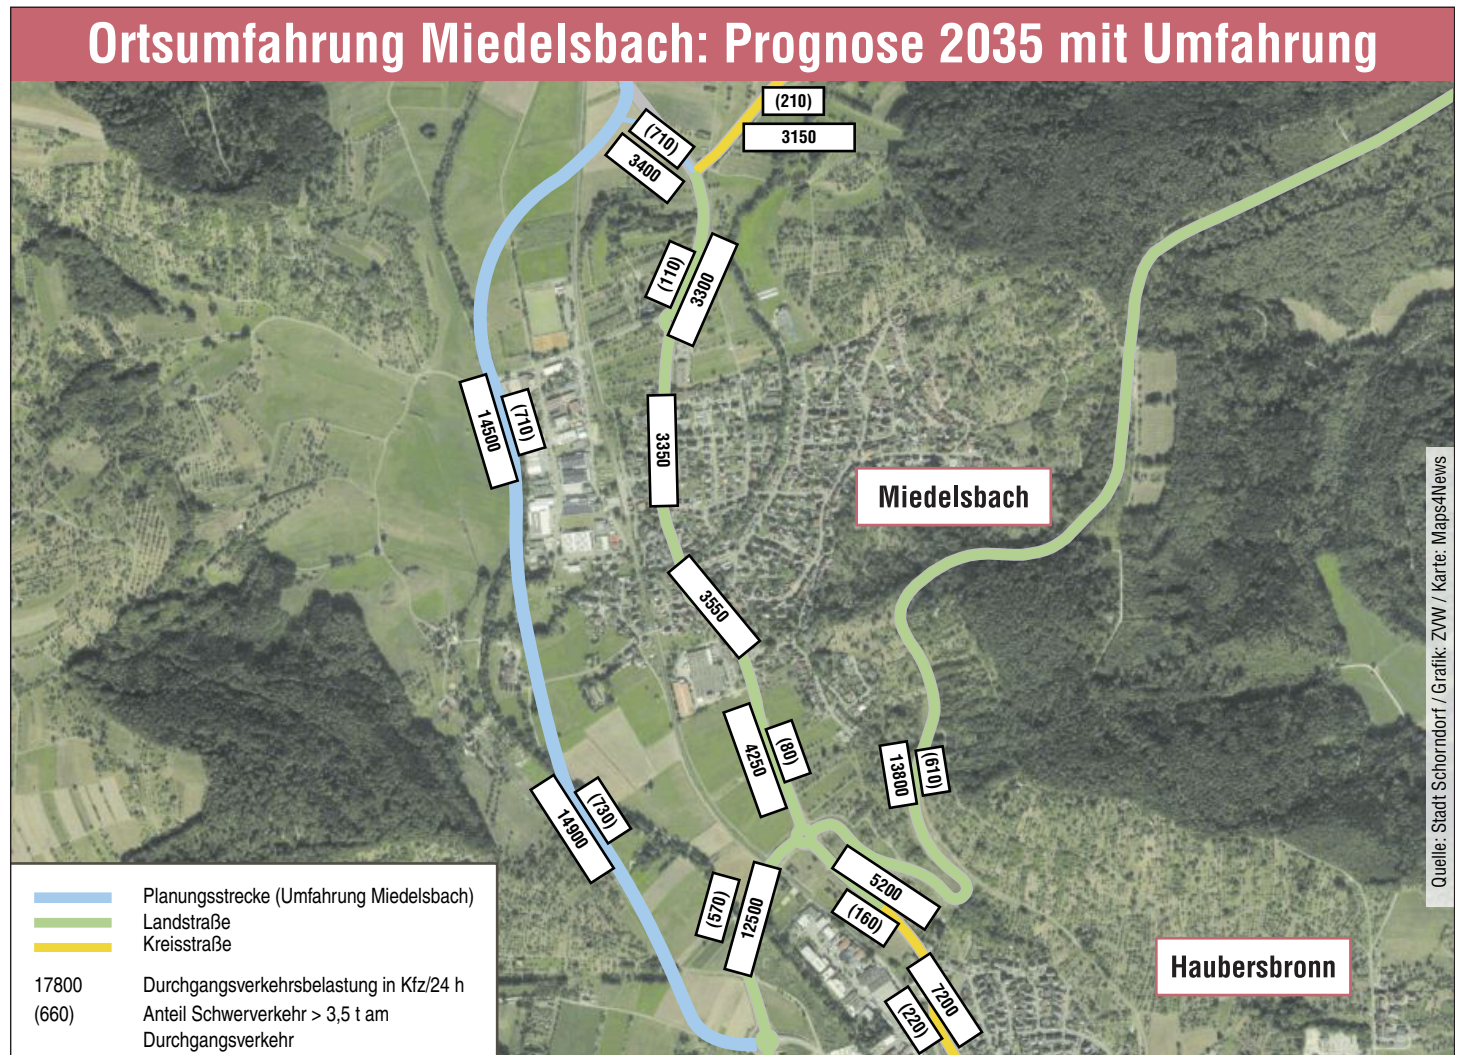 Ortsumfahrung Miedelsbach: Prognose 2035 mit Umfahrung
(210)
3150
(710)
3400
(110)
3300
14500
(710)
3350
Miedelsbach
3550
4250
(80)
13800
(610)
14900
(730)
5200
(160)
(570)
12500
7200
(220)
Haubersbronn
Planungsstrecke (Umfahrung Miedelsbach)
Landstraße
Kreisstraße
17800 Durchgangsverkehrsbelastung in Kfz/24 h
(660) Anteil Schwerverkehr > 3,5 t am
Durchgangsverkehr
Quelle: Stadt Schorndorf / Grafik: ZVW / Karte: Maps4News